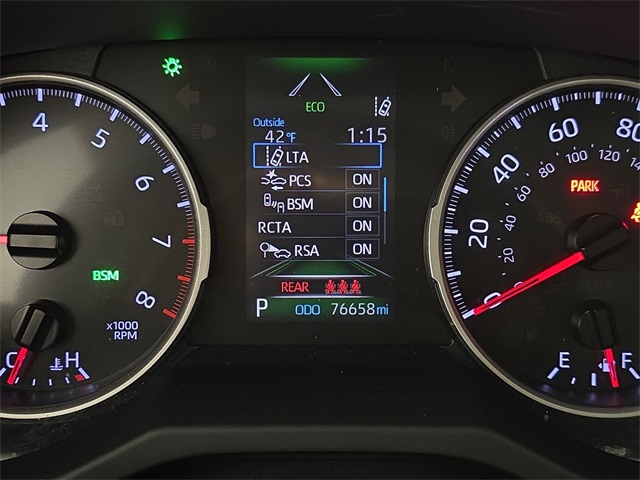 ECO
Outside
42 °F 1:15
LTA
PCS ON
BSM ON
RCTA ON
RSA ON
REAR
P ODO 76658 mi
4
5
6
7
8
BSM
x1000
RPM
C H
0
20
40
60
80
0
20
40
60
80
100
120
PARK
ABS
E F